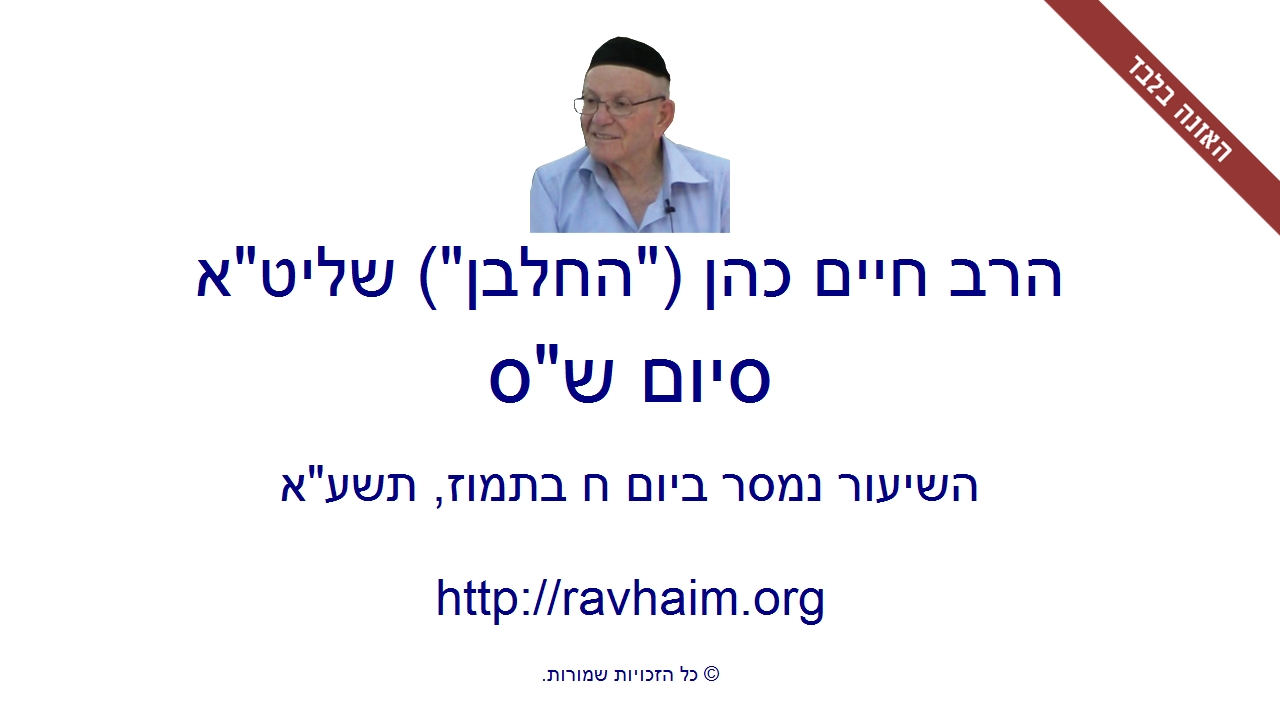 האזנה בלבד
הרב חיים כהן ("החלבן") שליט"א
סיום ש"ס
השיעור נמסר ביום ח בתמוז, תשע"א
http://ravhaim.org
© כל הזכויות שמורות.